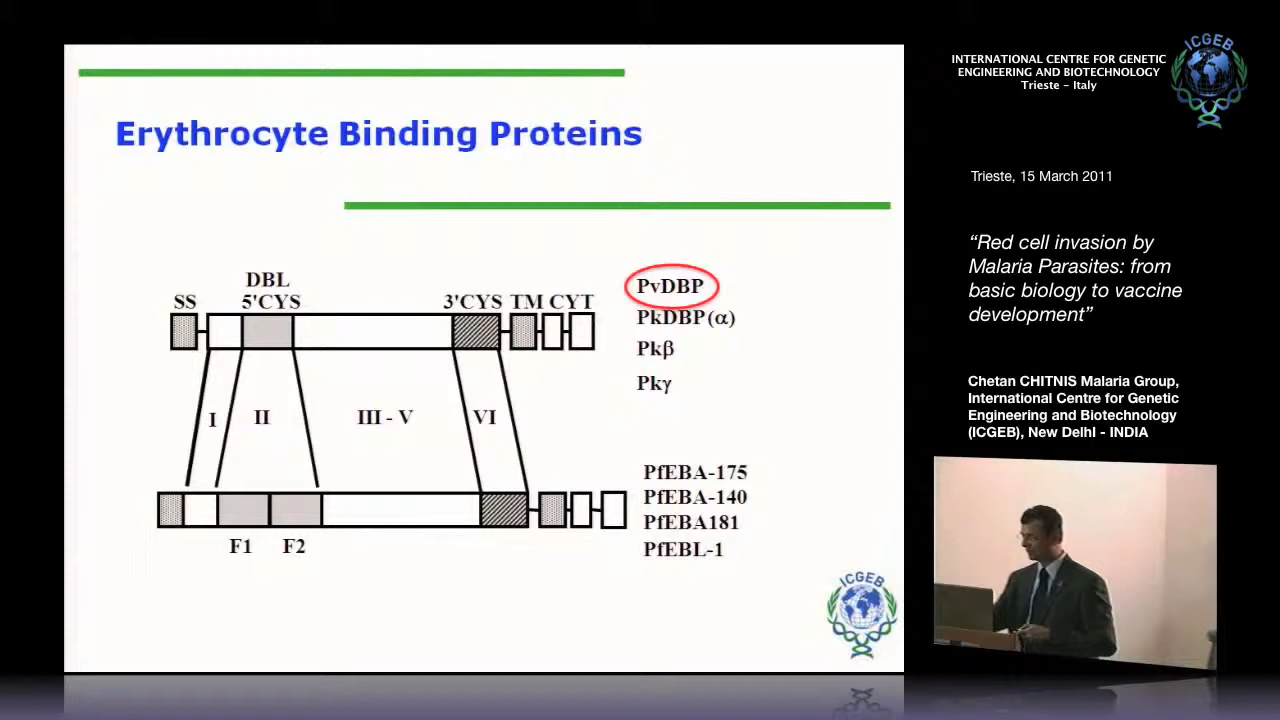 Erythrocyte Binding Proteins
DBL
SS 5'CYS 3'CYS TM CYT
PvDBP
PkDBP (α)
Pkβ
Pkγ
I II III - V VI
PfEBA-175
PfEBA-140
PfEBA181
PfEBL-1
F1 F2
ICGEB
INTERNATIONAL CENTRE FOR GENETIC
ENGINEERING AND BIOTECHNOLOGY
Trieste – Italy
ICGEB
Trieste, 15 March 2011
“Red cell invasion by
Malaria Parasites: from
basic biology to vaccine
development”
Chetan CHITNIS Malaria Group,
International Centre for Genetic
Engineering and Biotechnology
(ICGEB), New Delhi - INDIA